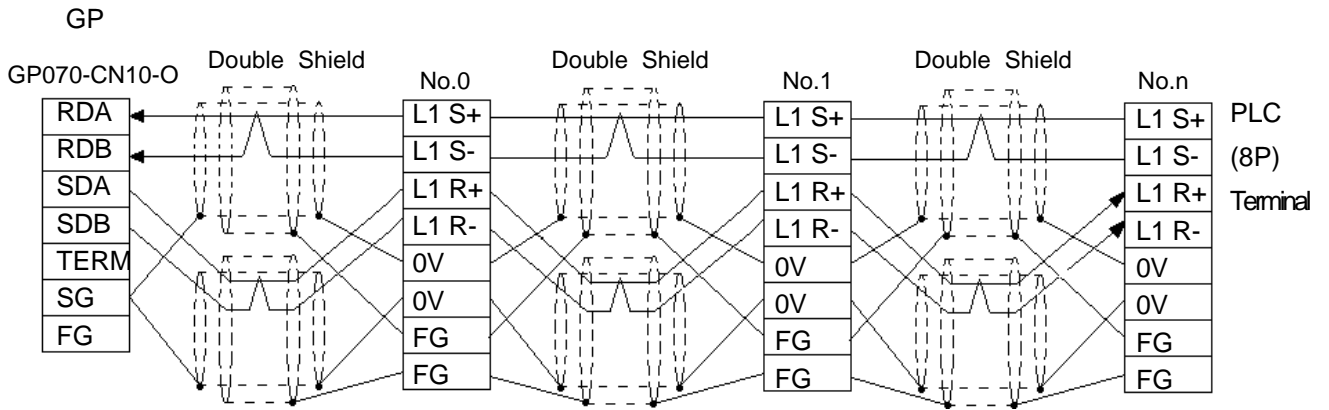 GP
GP070-CN10-O
Double Shield
Double Shield
Double Shield
No.0
No.1
No.n
RDA
RDB
SDA
SDB
TERM
SG
FG
L1 S+
L1 S-
L1 R+
L1 R-
0V
0V
FG
FG
L1 S+
L1 S-
L1 R+
L1 R-
0V
0V
FG
FG
L1 S+
L1 S-
L1 R+
L1 R-
0V
0V
FG
FG
PLC
(8P)
Terminal